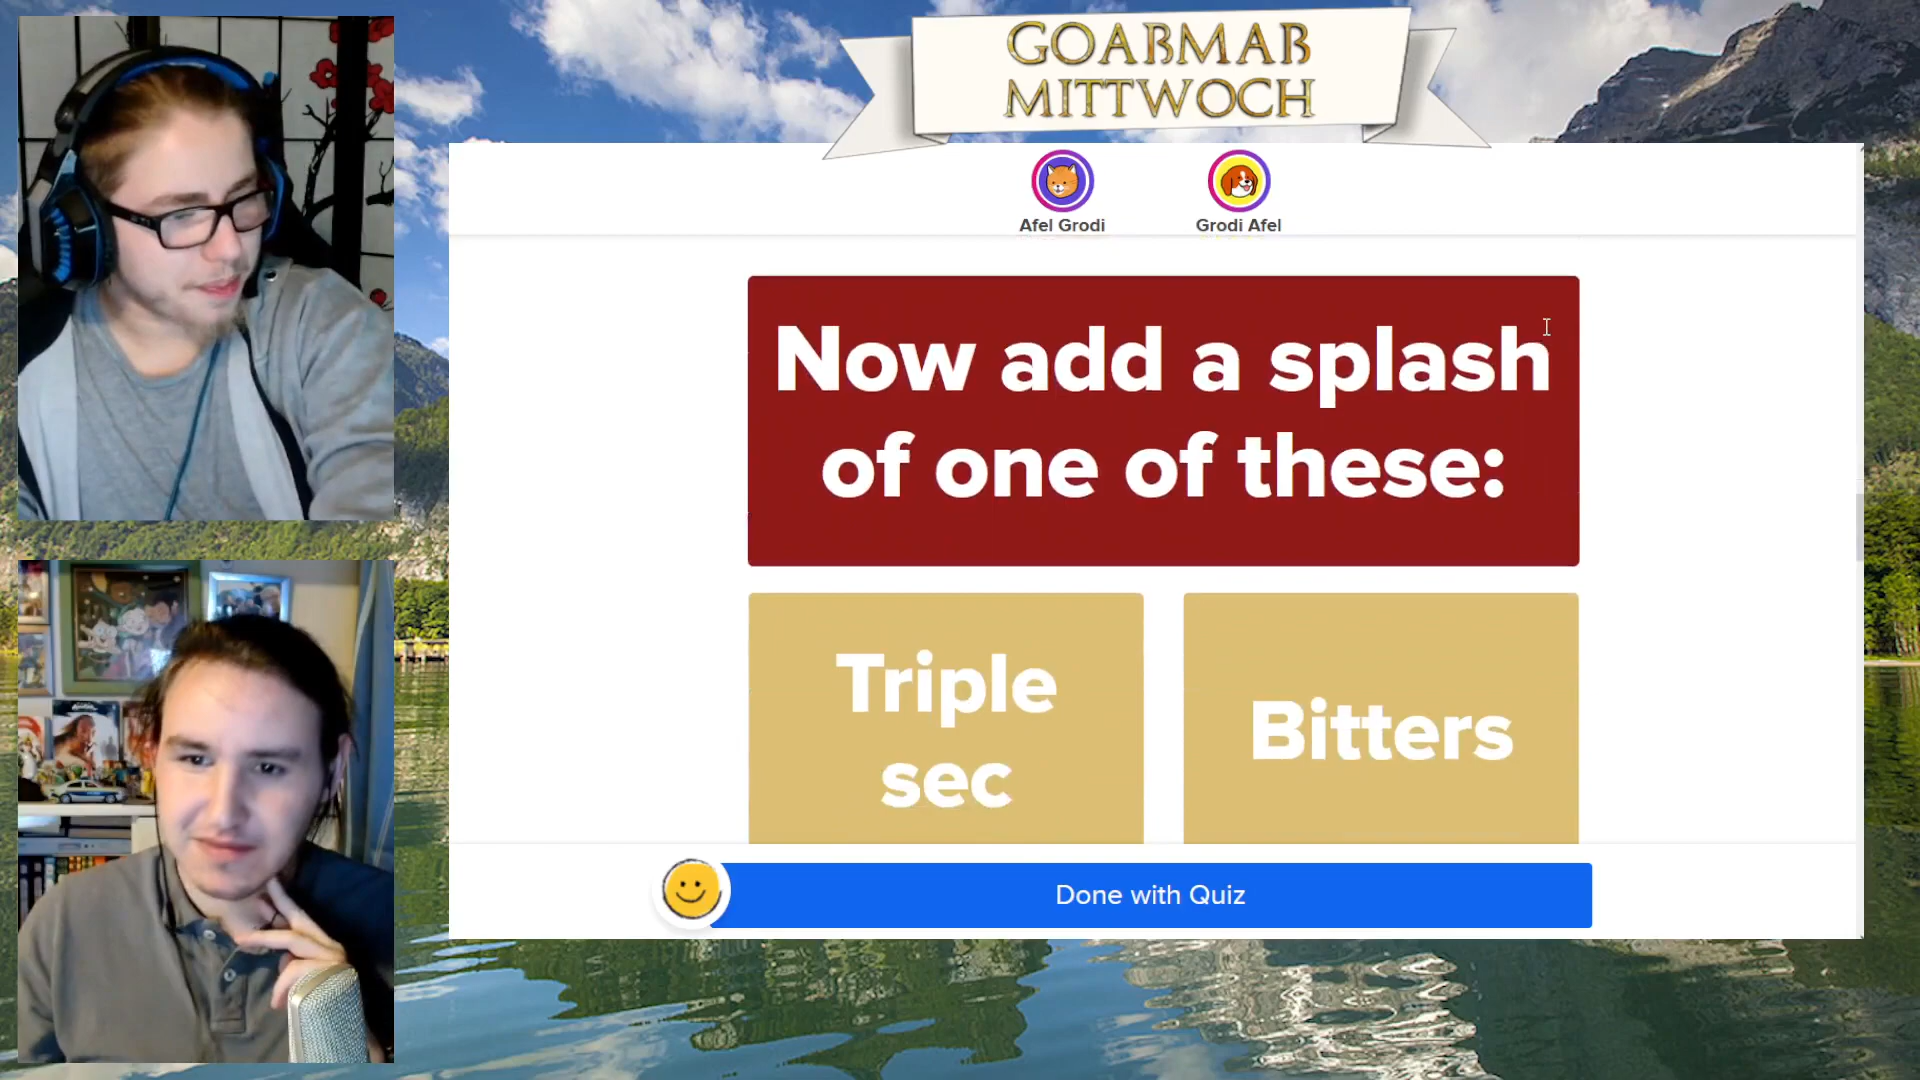 GOABMAB
MITTWOCH
Afel Grodi
Grodi Afel
Now add a splash
of one of these:
Triple
sec
Bitters
Done with Quiz